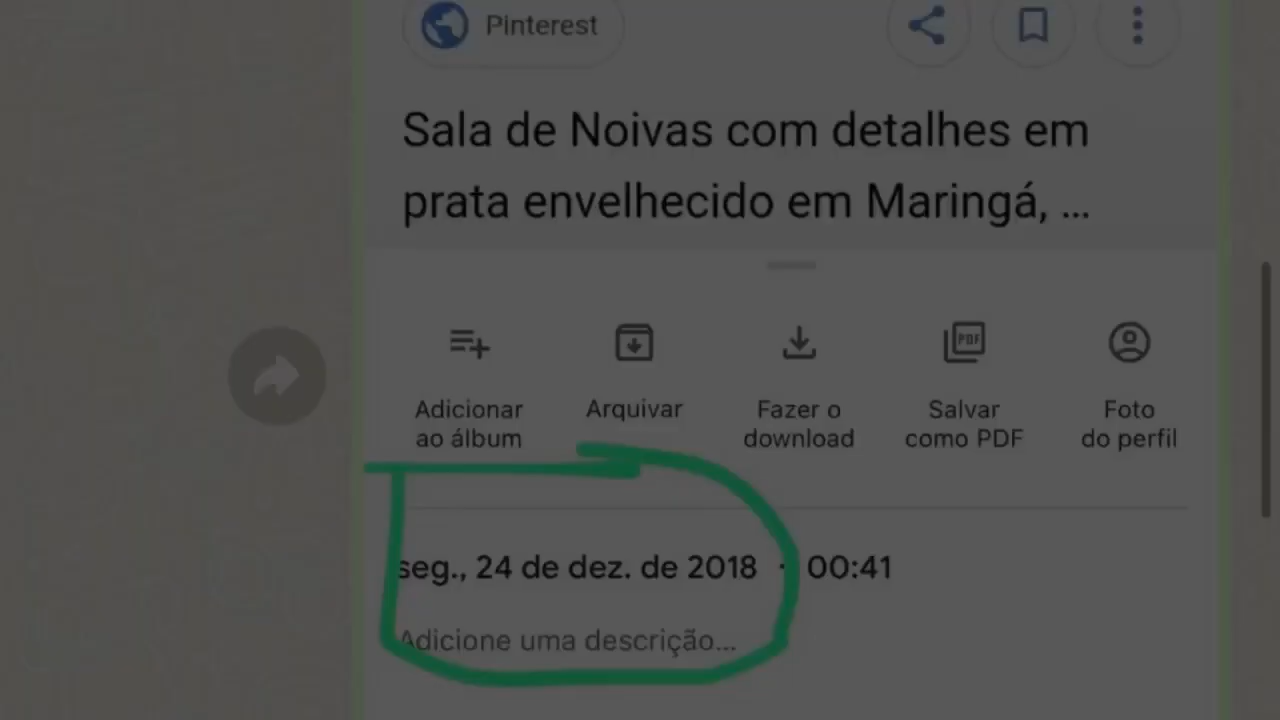 Pinterest
Sala de Noivas com detalhes em
prata envelhecido em Maringá, ...
Adicionar
ao álbum
Arquivar
Fazer o
download
PDF
Salvar
como PDF
Foto
do perfil
seg., 24 de dez. de 2018 · 00:41
Adicione uma descrição...